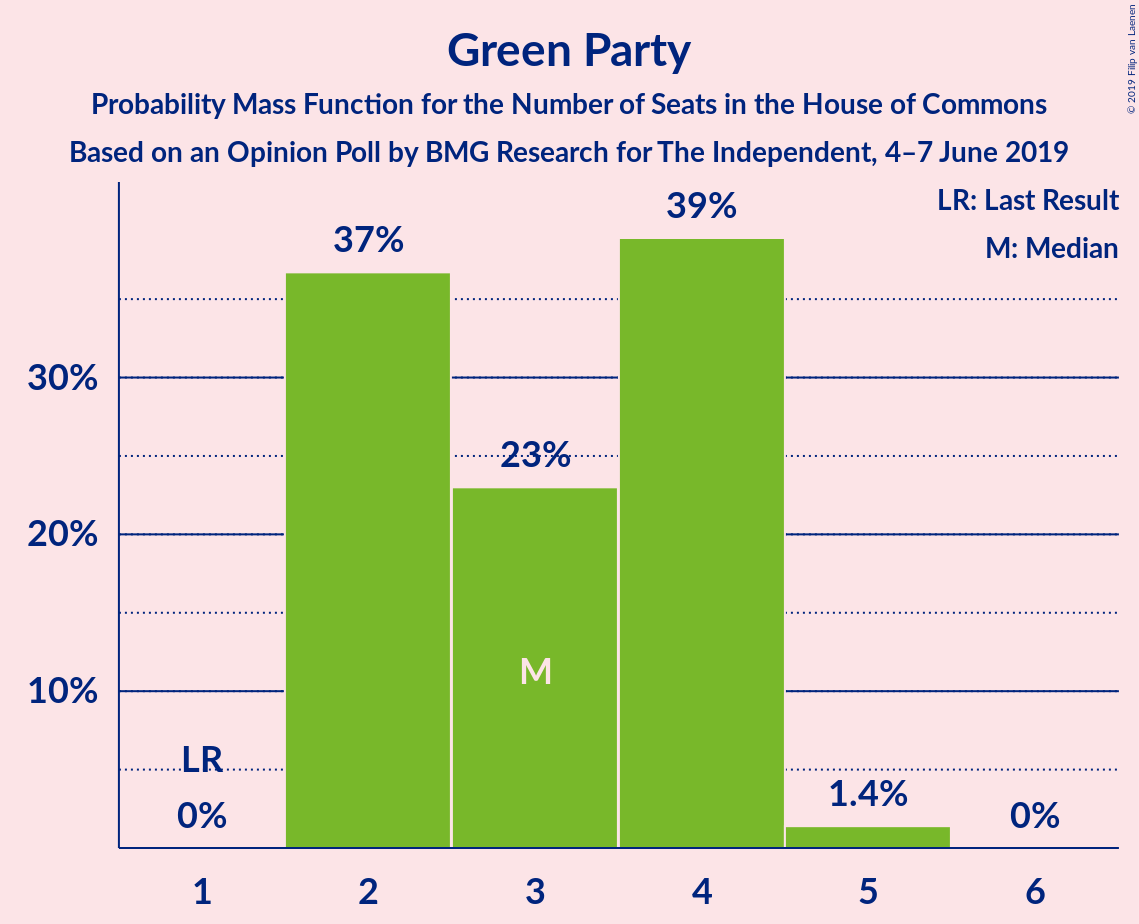 Green Party
Probability Mass Function for the Number of Seats in the House of Commons
Based on an Opinion Poll by BMG Research for The Independent, 4–7 June 2019
© 2019 Filip van Laenen
LR: Last Result
M: Median
39%
37%
30%
23%
20%
M
10%
LR
1.4%
0%
0%
1 2 3 4 5 6